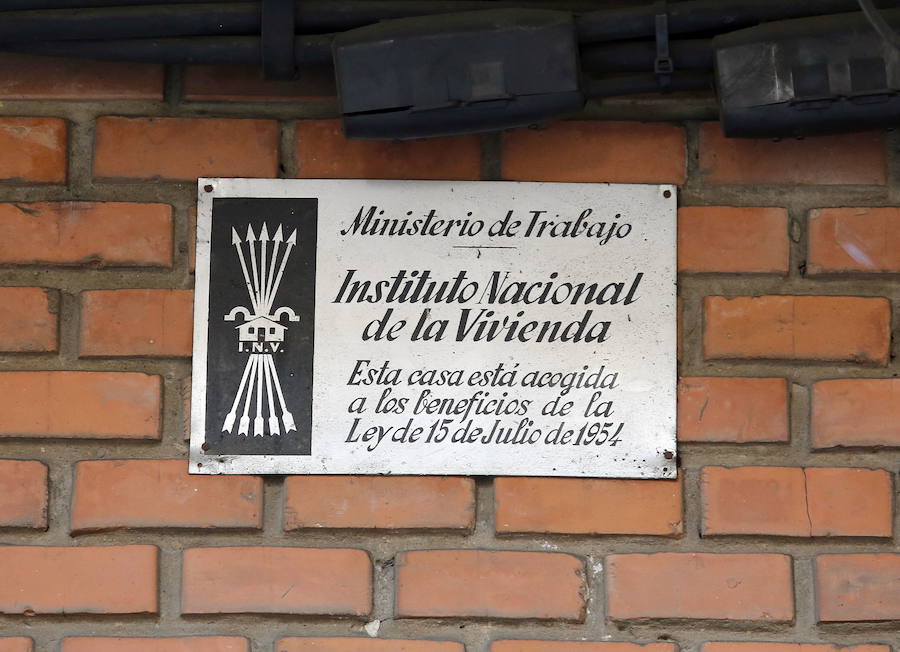 I.N.V.
Ministerio de Trabajo
Instituto Nacional
de la Vivienda
Esta casa está acogida
a los beneficios de la
Ley de 15 de Julio de 1954